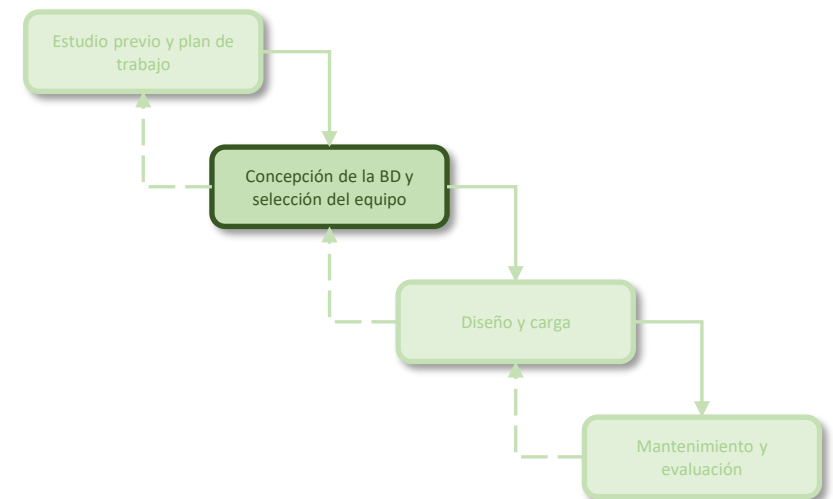 Estudio previo y plan de
trabajo
Concepción de la BD y
selección del equipo
Diseño y carga
Mantenimiento y
evaluación